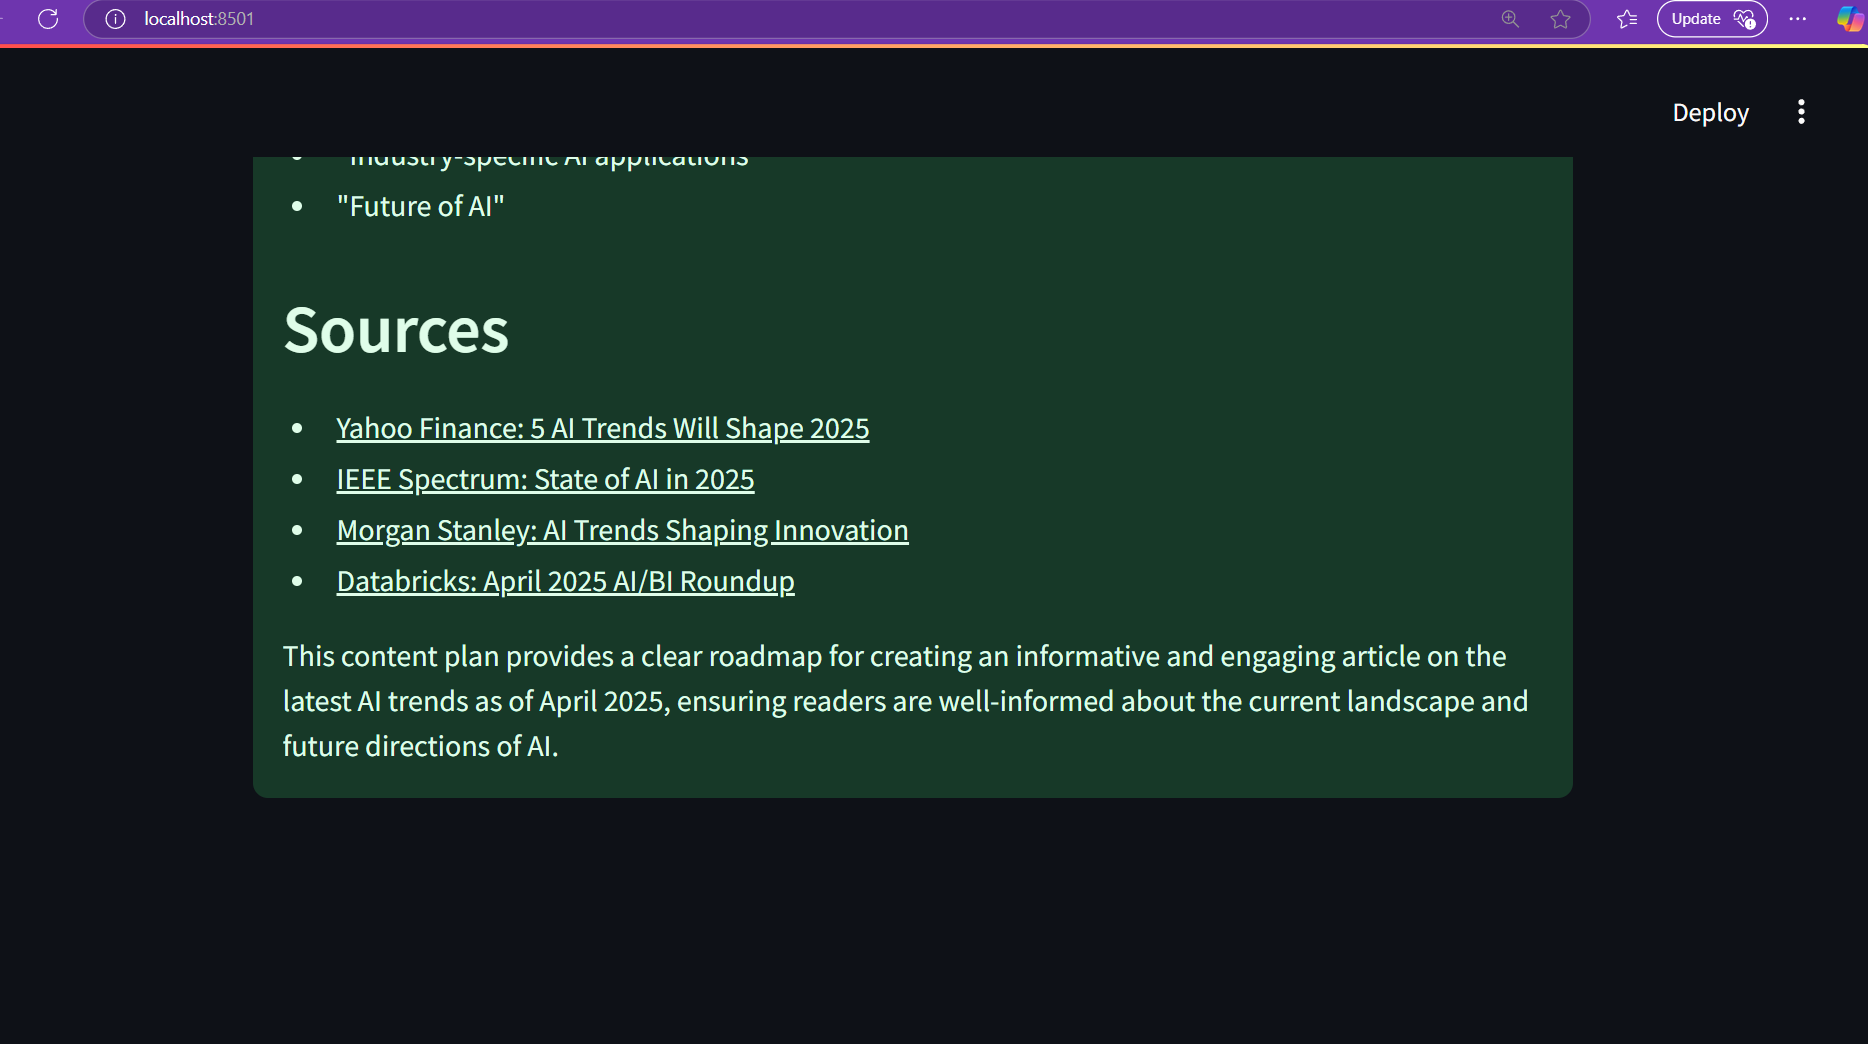 localhost:8501
Update
Deploy
"Industry-specific AI applications"
"Future of AI"
Sources
Yahoo Finance: 5 AI Trends Will Shape 2025
IEEE Spectrum: State of AI in 2025
Morgan Stanley: AI Trends Shaping Innovation
Databricks: April 2025 AI/BI Roundup
This content plan provides a clear roadmap for creating an informative and engaging article on the
latest AI trends as of April 2025, ensuring readers are well-informed about the current landscape and
future directions of AI.